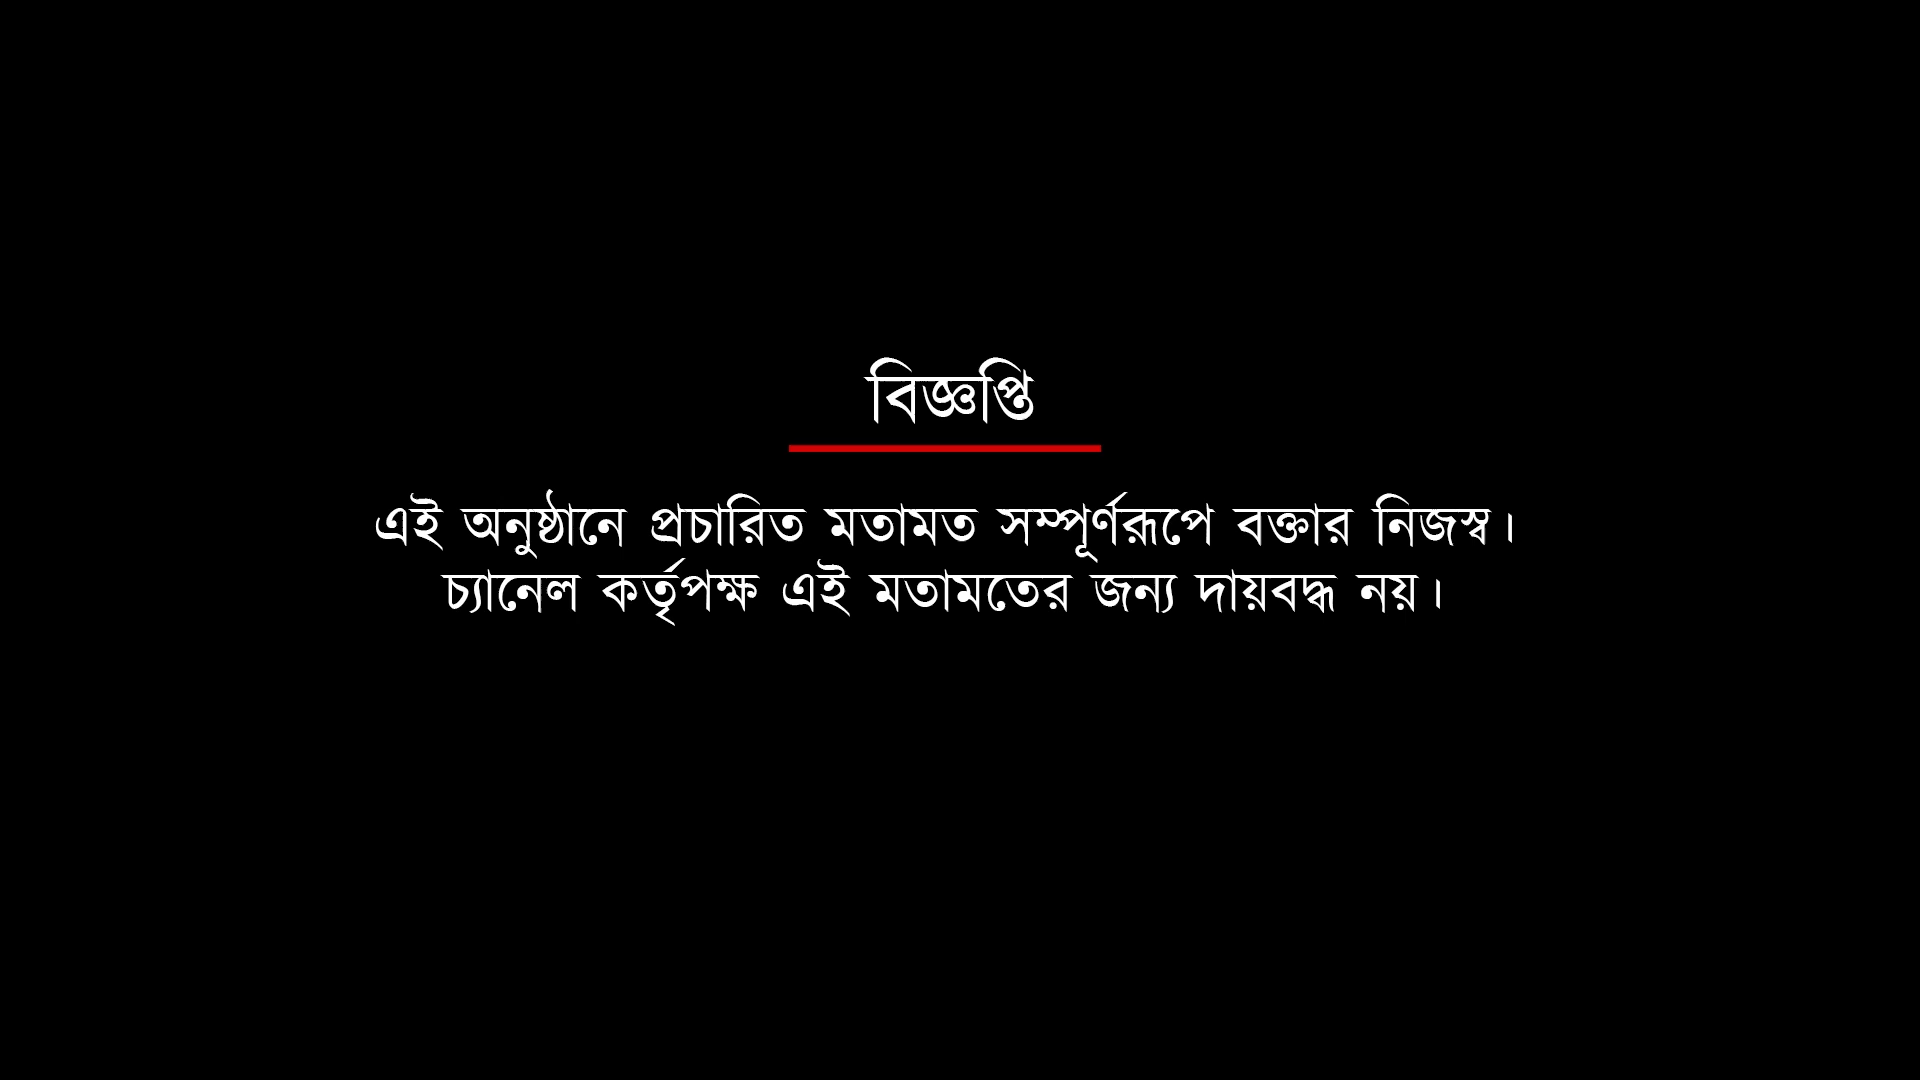 বিজ্ঞপ্তি
এই অনুষ্ঠানে প্রচারিত মতামত সম্পূর্ণরূপে বক্তার নিজস্ব।
চ্যানেল কর্তৃপক্ষ এই মতামতের জন্য দায়বদ্ধ নয়।